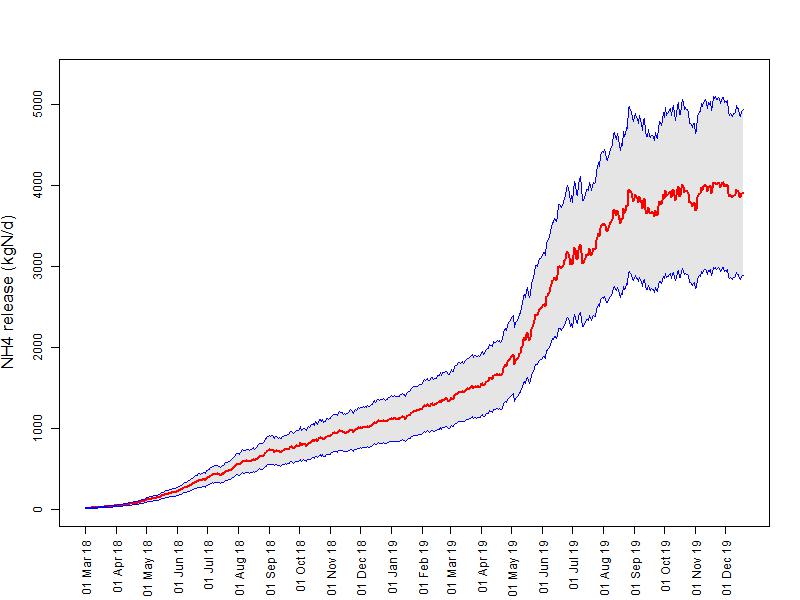 NH4 release (kgN/d)
5000
4000
3000
2000
1000
0
01 Mar 18
01 Apr 18
01 May 18
01 Jun 18
01 Jul 18
01 Aug 18
01 Sep 18
01 Oct 18
01 Nov 18
01 Dec 18
01 Jan 19
01 Feb 19
01 Mar 19
01 Apr 19
01 May 19
01 Jun 19
01 Jul 19
01 Aug 19
01 Sep 19
01 Oct 19
01 Nov 19
01 Dec 19